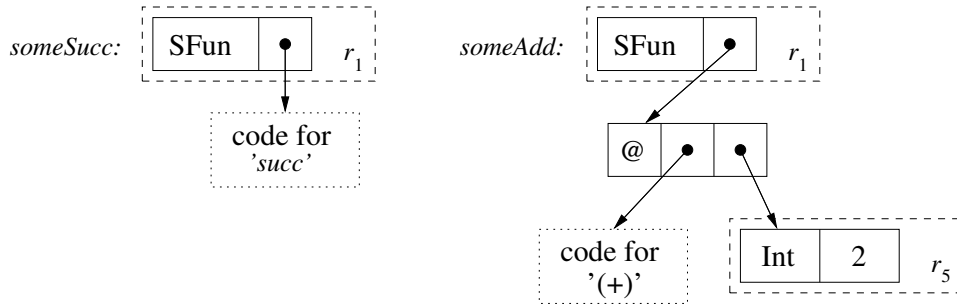 someSucc: SFun r1
code for
'succ'
someAdd: SFun r1
@
code for
'(+)'
Int 2 r5